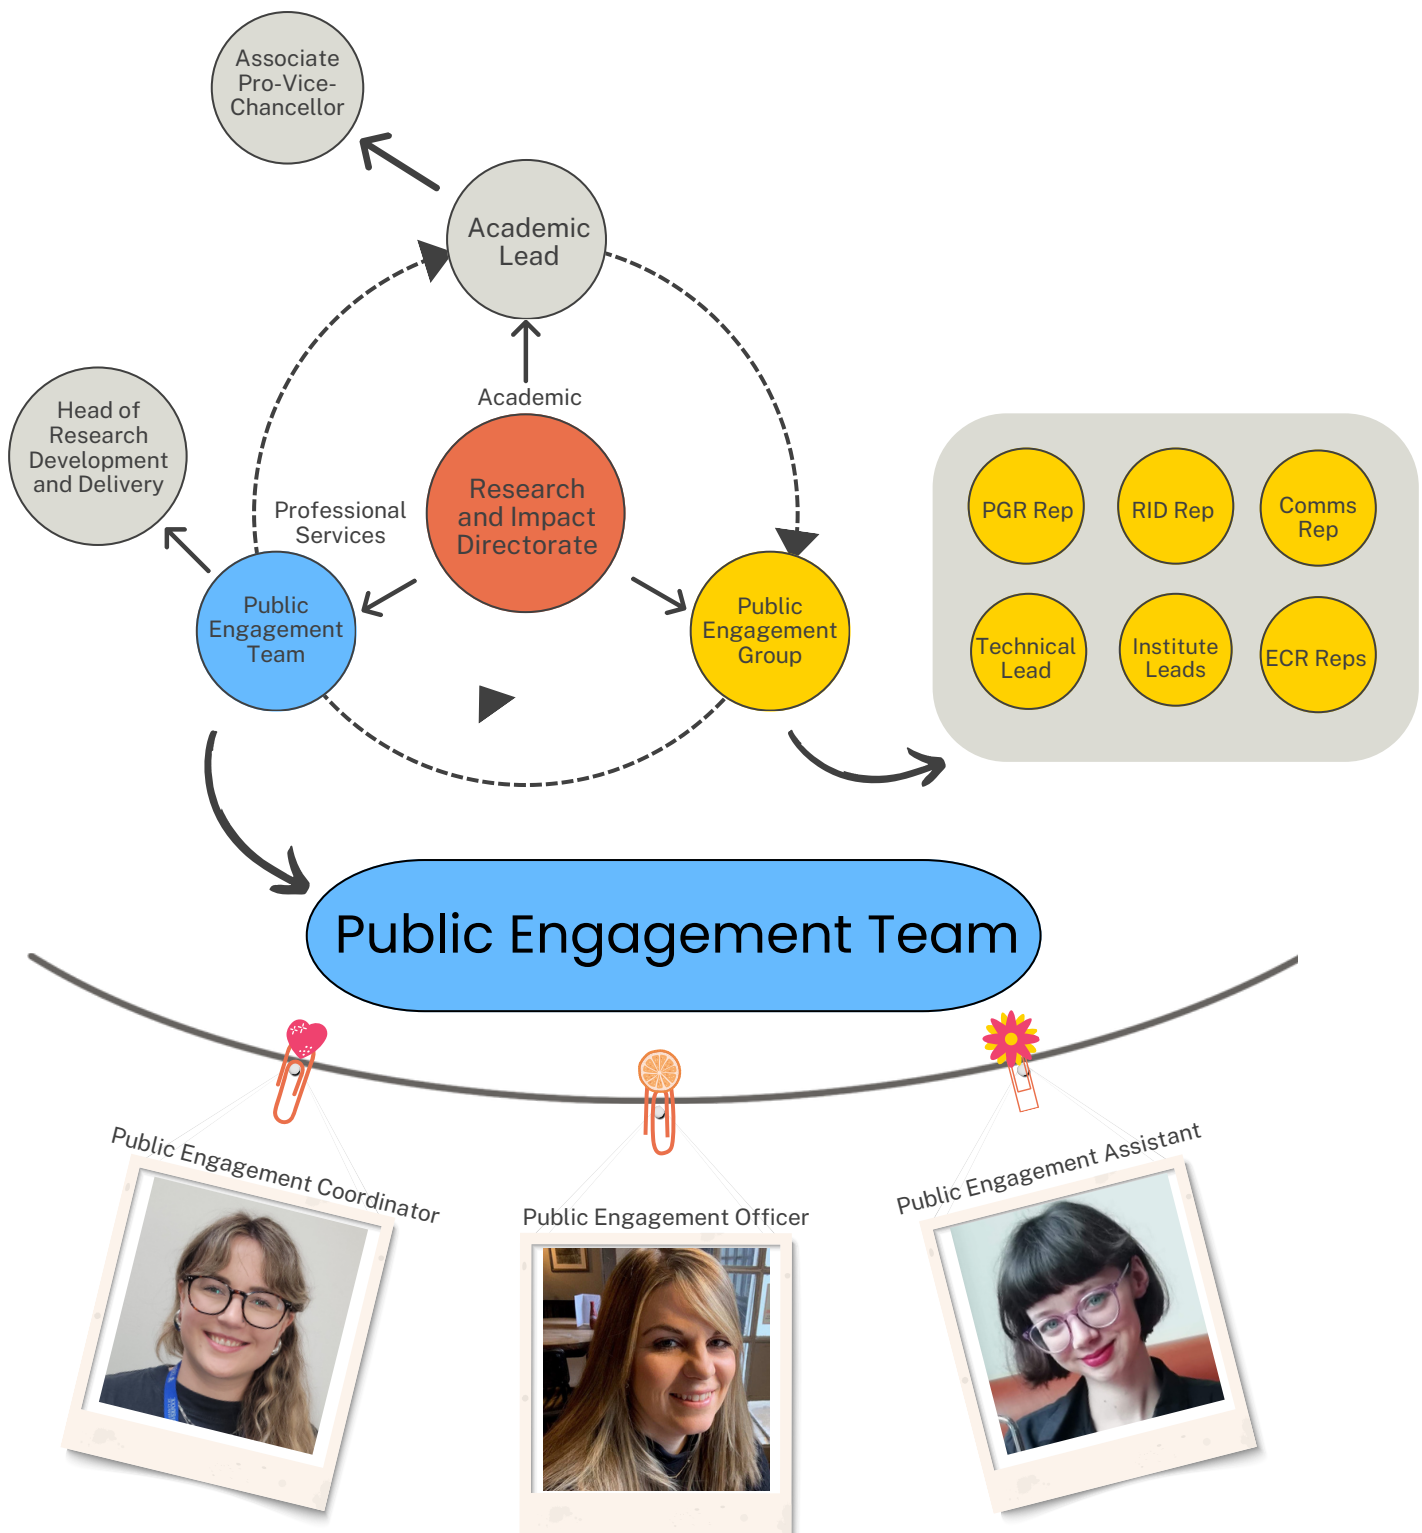 Associate
Pro-Vice-
Chancellor
Academic
Lead
Academic
Head of
Research
Development
and Delivery
Professional
Services
Research
and Impact
Directorate
Public
Engagement
Team
Public
Engagement
Group
PGR Rep
RID Rep
Comms
Rep
Technical
Lead
Institute
Leads
ECR Reps
Public Engagement Team
Public Engagement Coordinator
Public Engagement Officer
Public Engagement Assistant